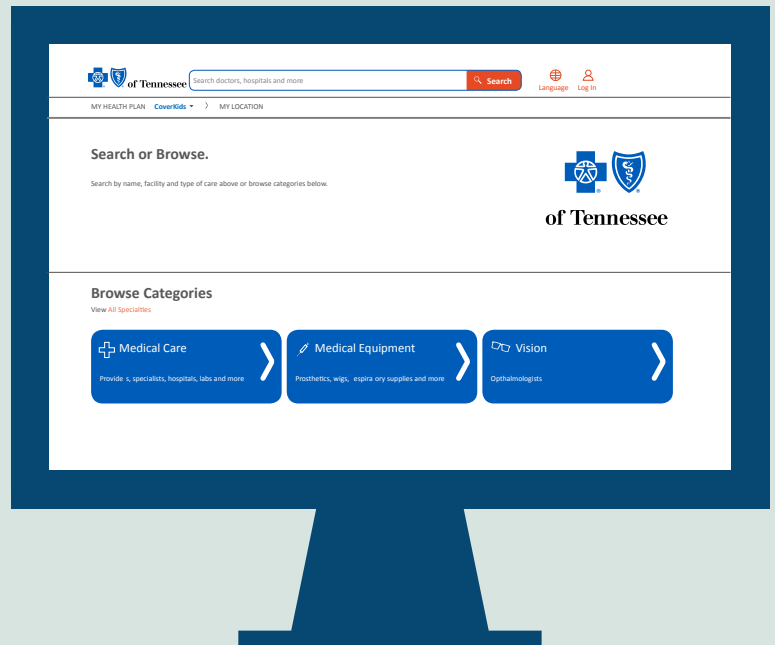 of Tennessee
Search doctors, hospitals and more
Search
Language
Log In
MY HEALTH PLAN CoverKids MY LOCATION
Search or Browse.
Search by name, facility and type of care above or browse categories below.
of Tennessee
Browse Categories
View All Specialties
Medical Care
Provide s, specialists, hospitals, labs and more
Medical Equipment
Prosthetics, wigs, espira ory supplies and more
Vision
Opthalmologists